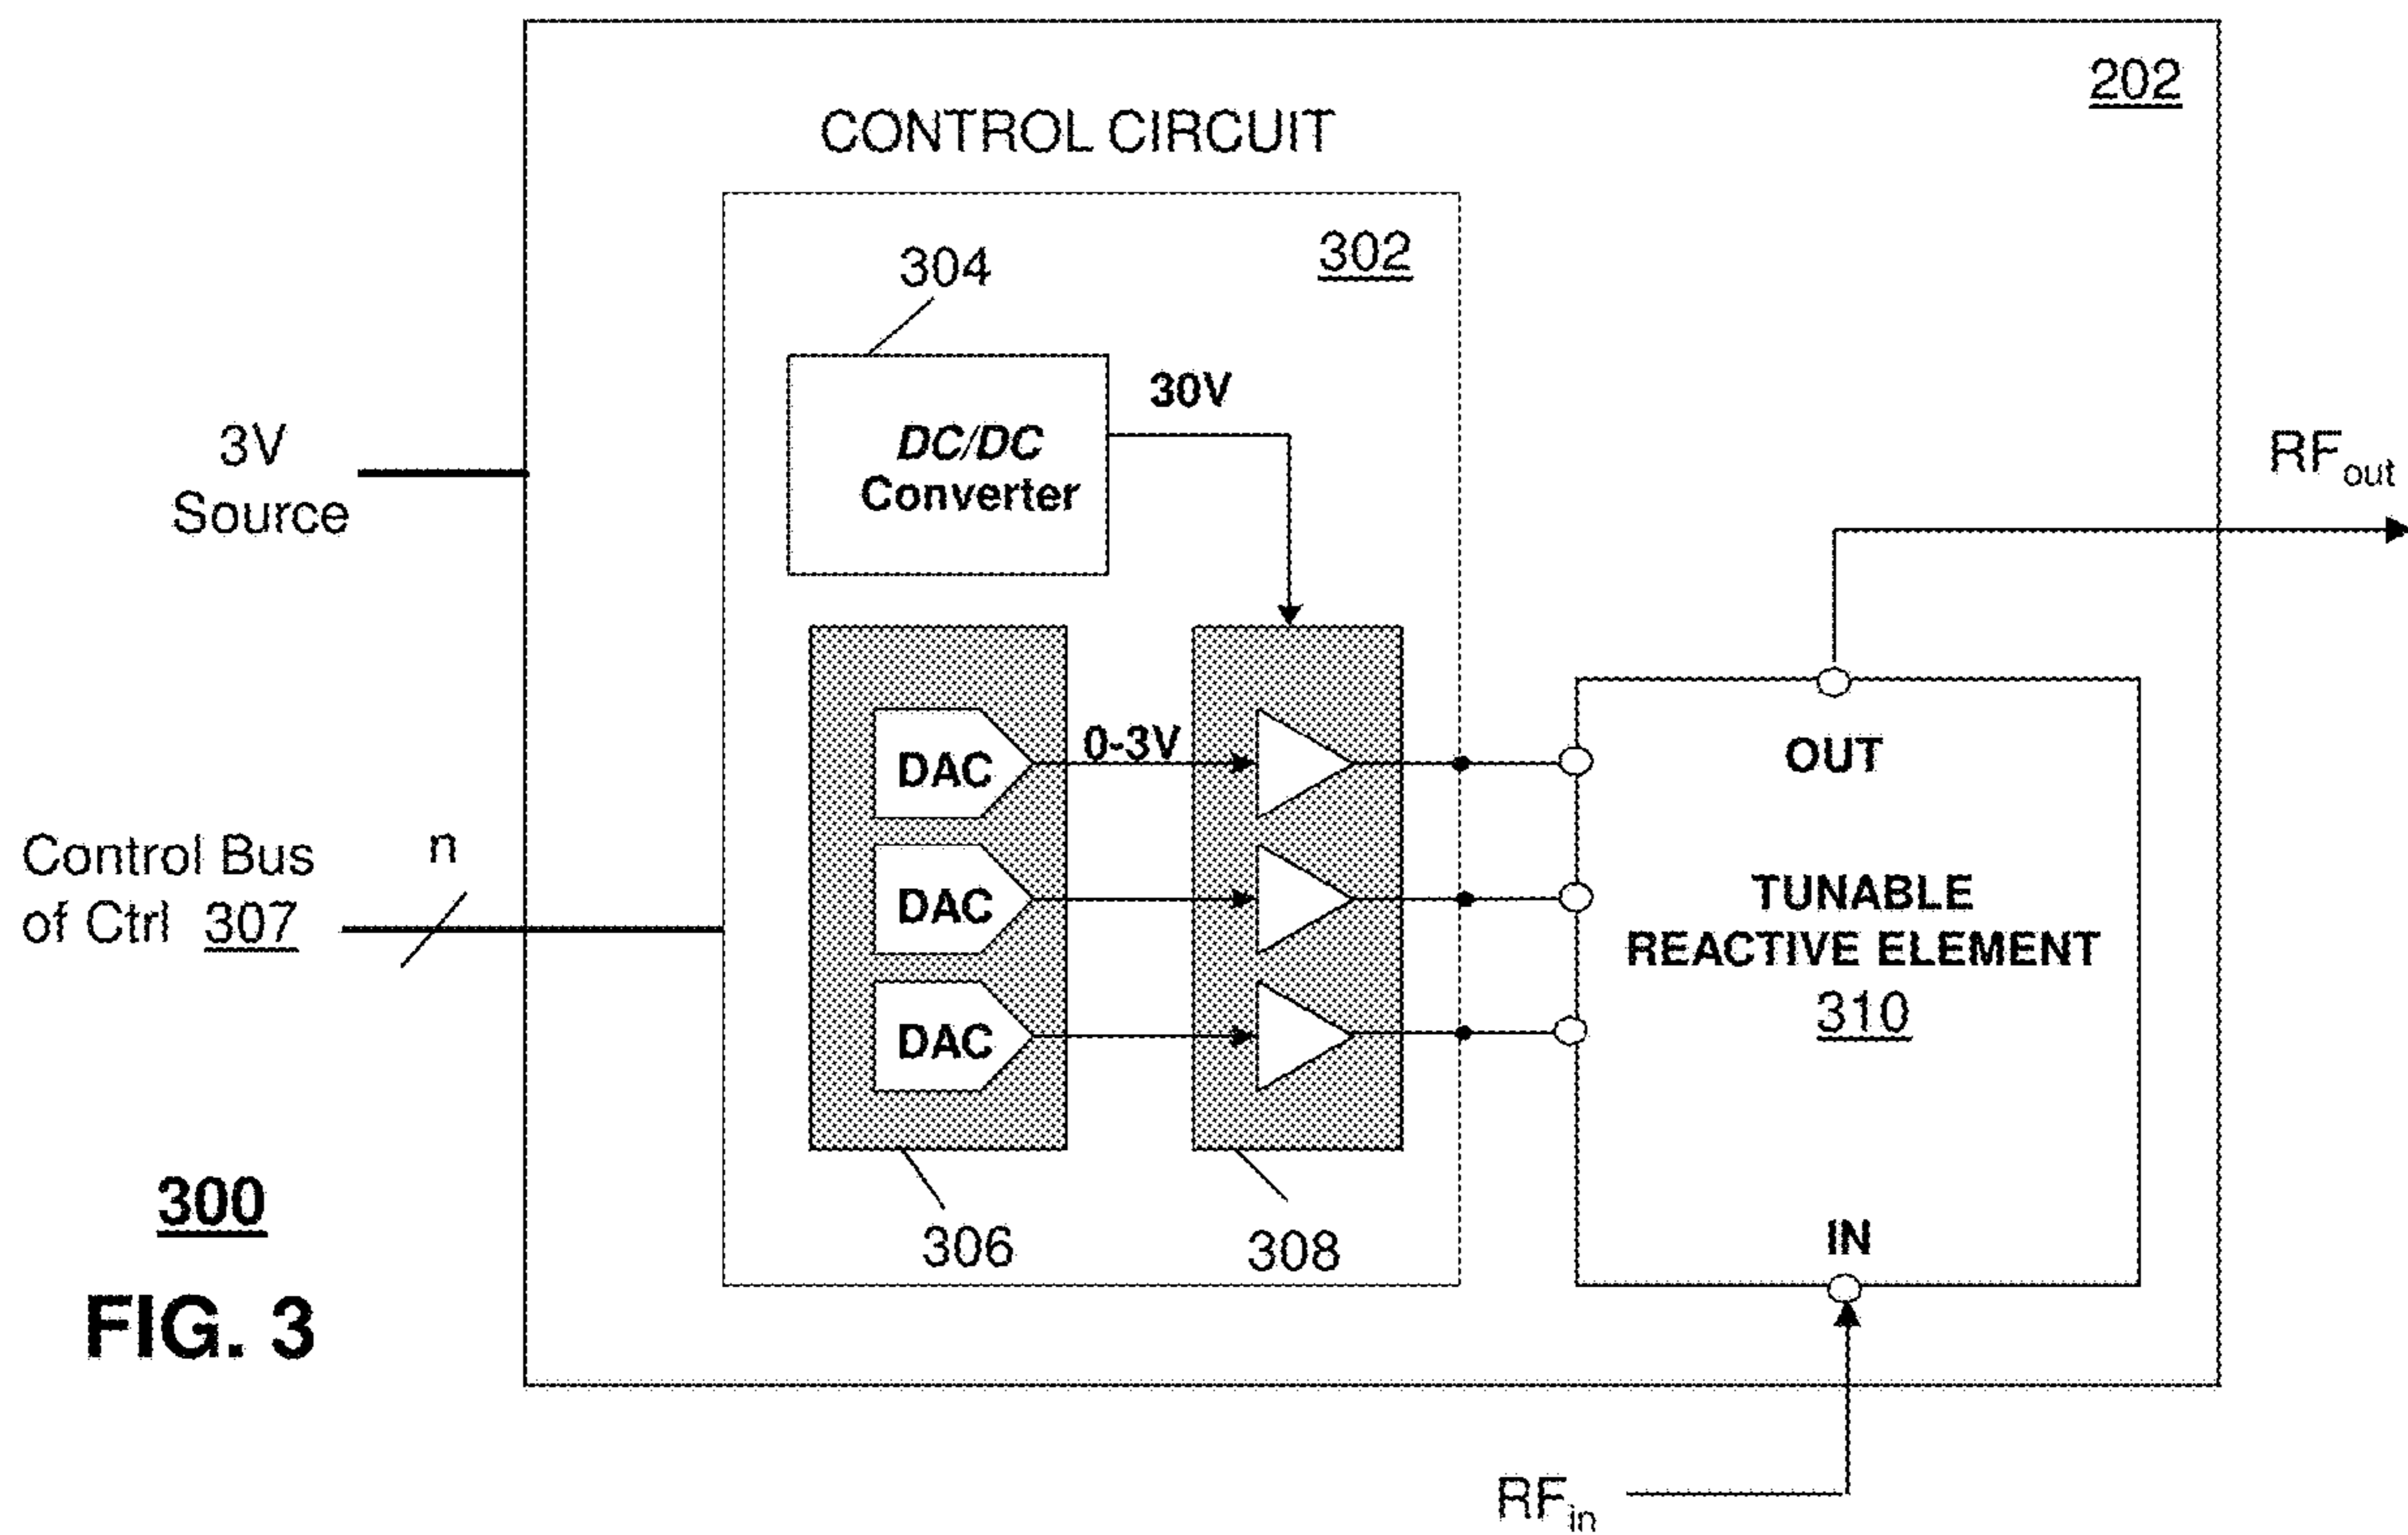 202
CONTROL CIRCUIT
302
304
30V
DC/DC
Converter
3V
Source
RFout
0-3V
DAC
DAC
DAC
OUT
TUNABLE
REACTIVE ELEMENT
310
IN
Control Bus
of Ctrl 307
n
306
308
300
FIG. 3
RFin